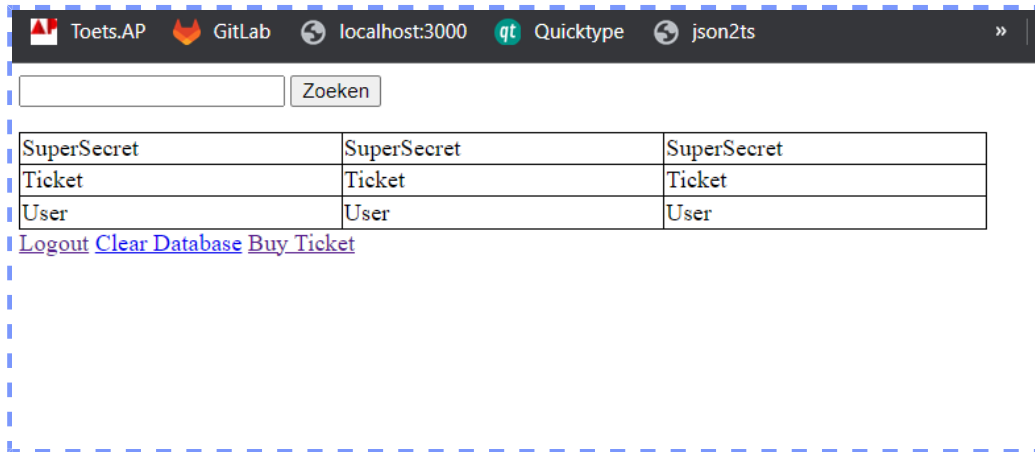 Toets.AP GitLab localhost:3000 qt Quicktype json2ts »
Zoeken
SuperSecret SuperSecret SuperSecret
Ticket Ticket Ticket
User User User
Logout Clear Database Buy Ticket